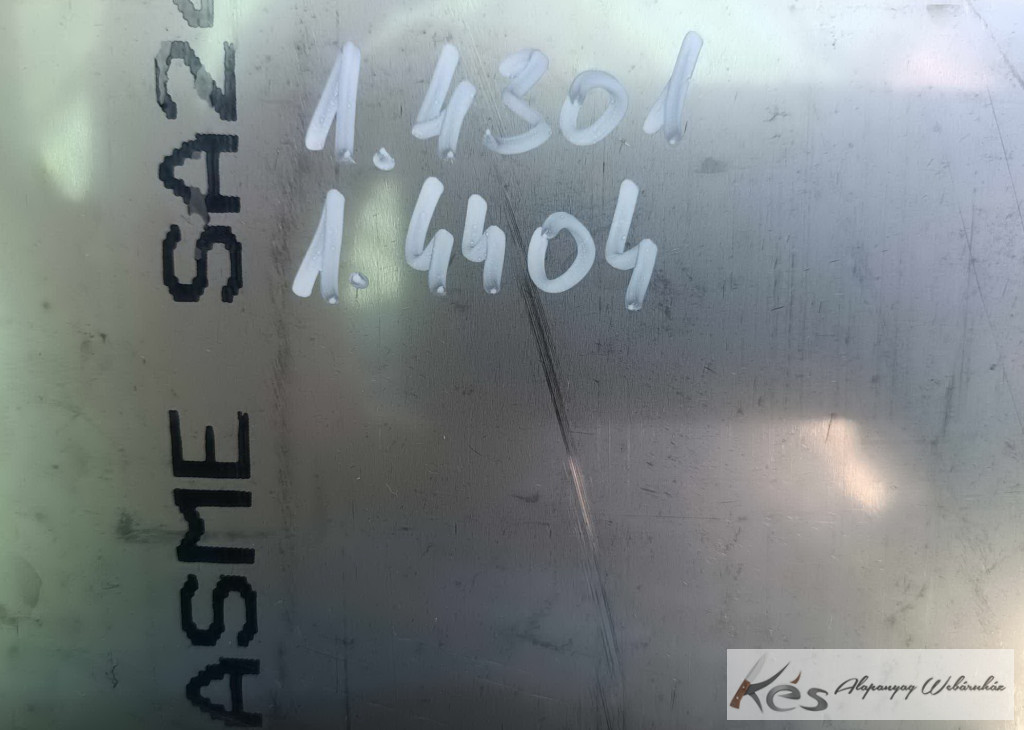 1.4301
1.4404
ASME SA2
Kés Alapanyag Webáruház